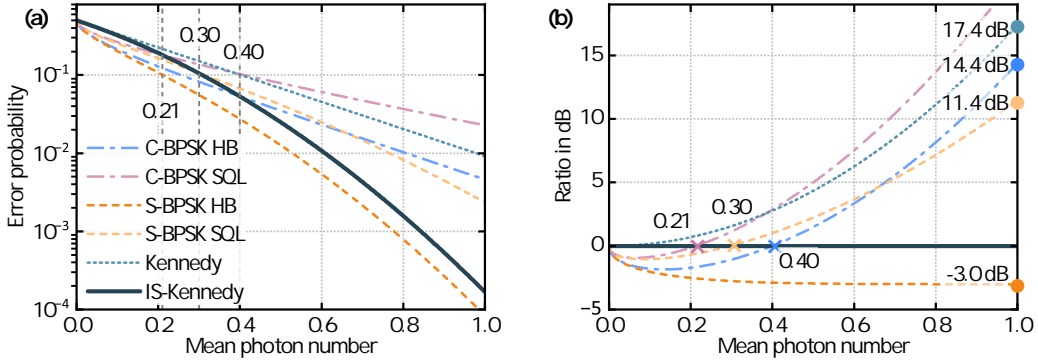 (a)
0.30
0.40
0.21
C-BPSK HB
C-BPSK SQL
S-BPSK HB
S-BPSK SQL
Kennedy
IS-Kennedy
10⁻¹
10⁻²
10⁻³
10⁻⁴
0.0 0.2 0.4 0.6 0.8 1.0
Error probability
Mean photon number
(b)
17.4 dB
14.4 dB
11.4 dB
-3.0 dB
0.21
0.30
0.40
15
10
5
0
−5
0.0 0.2 0.4 0.6 0.8 1.0
Ratio in dB
Mean photon number